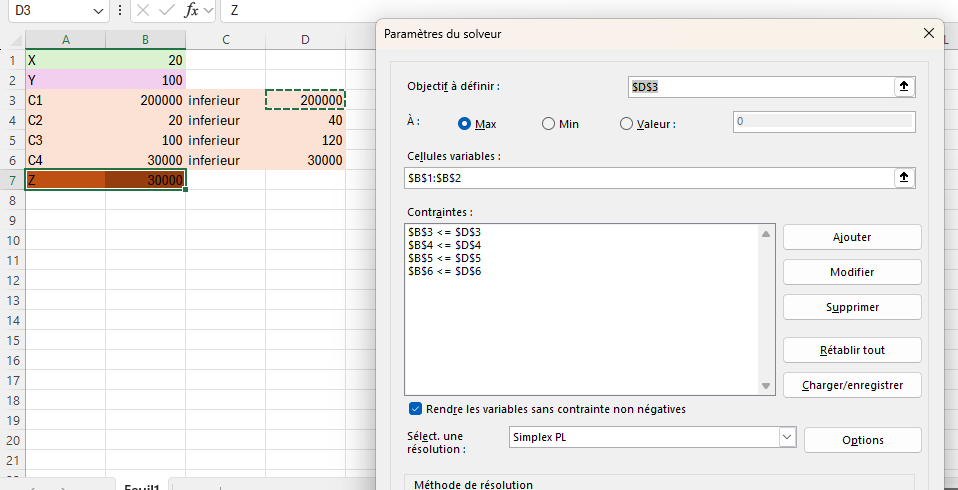 D3 fx Z
Paramètres du solveur
A B C D L
1 X 20
2 Y 100
3 C1 200000 inferieur 200000
4 C2 20 inferieur 40
5 C3 100 inferieur 120
6 C4 30000 inferieur 30000
7 Z 30000
8
9
10
11
12
13
14
15
16
17
18
19
20
21
Feuil1
Objectif à définir :
$D$3
À :
Max
Min
Valeur :
0
Cellules variables :
$B$1:$B$2
Contraintes :
$B$3 <= $D$3
$B$4 <= $D$4
$B$5 <= $D$5
$B$6 <= $D$6
Ajouter
Modifier
Supprimer
Rétablir tout
Charger/enregistrer
Rendre les variables sans contrainte non négatives
Sélect. une
résolution :
Simplex PL
Options
Méthode de résolution